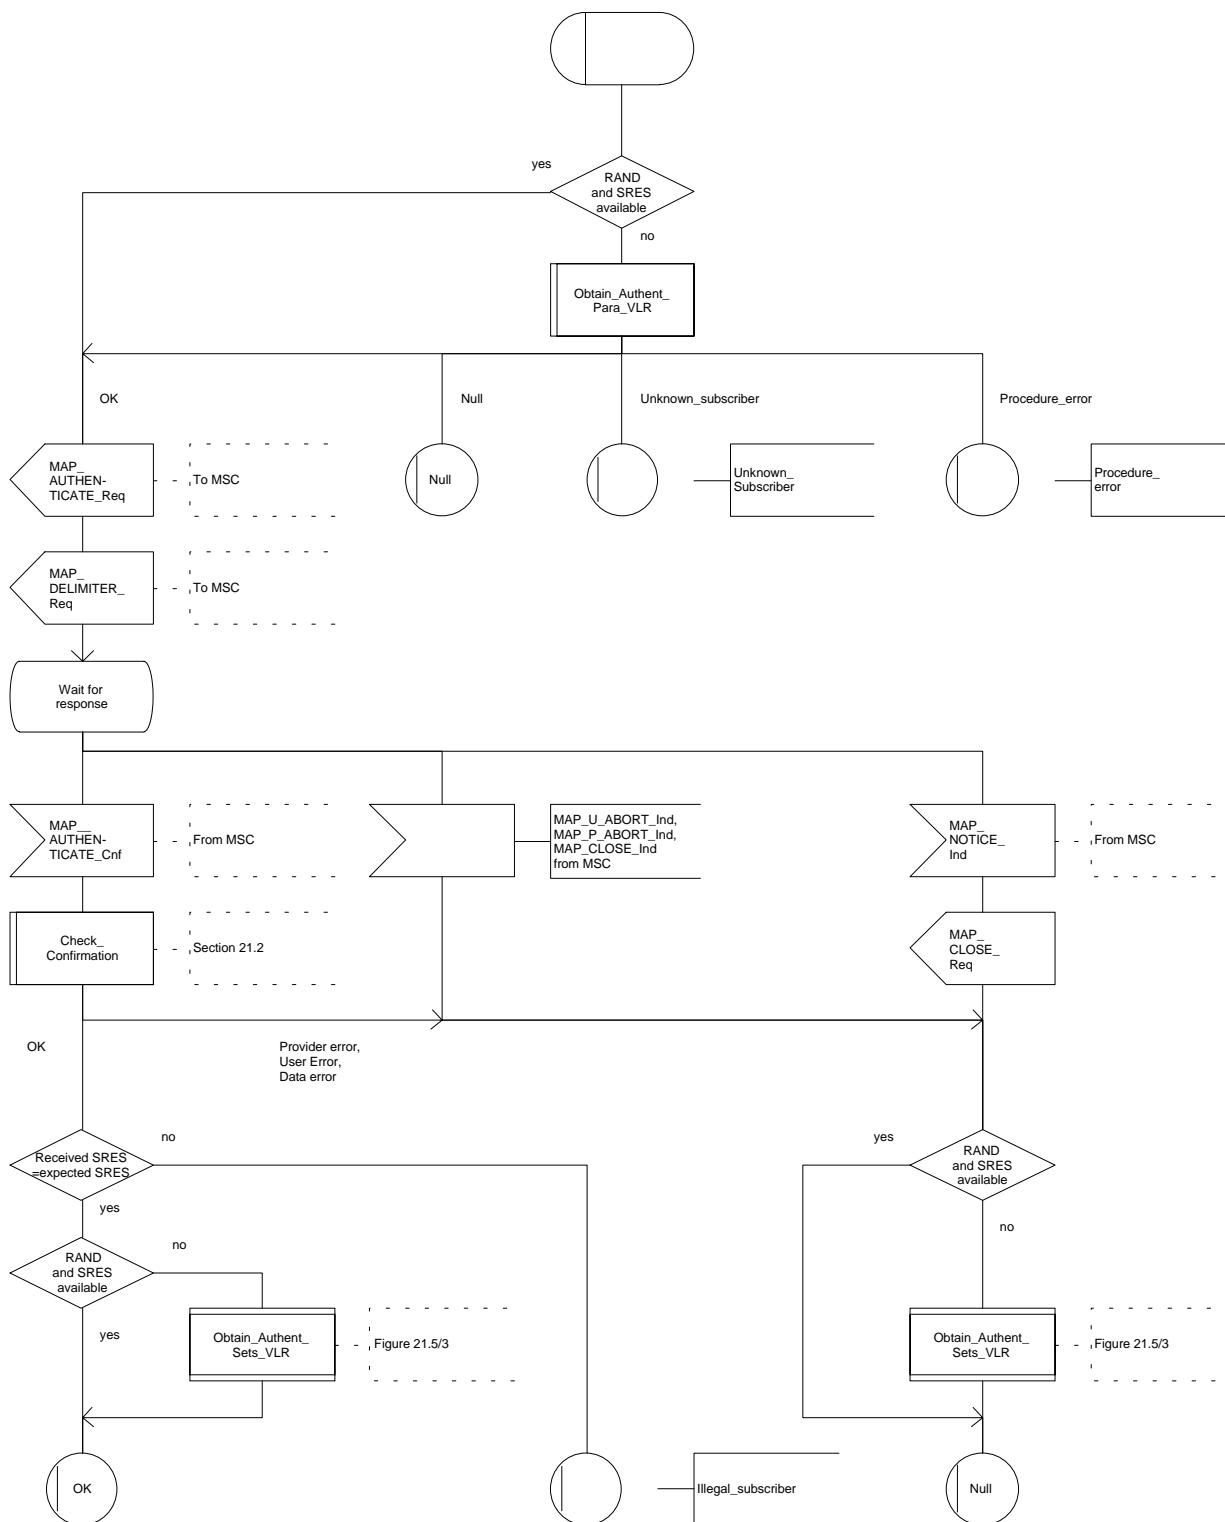 yes
RAND
and SRES
available
no
Obtain_Authent_
Para_VLR
OK
Null
Unknown_subscriber
Procedure_error
MAP_
AUTHEN-
TICATE_Req
To MSC
Null
Unknown_
Subscriber
Procedure_
error
MAP_
DELIMITER_
Req
To MSC
Wait for
response
MAP__
AUTHEN-
TICATE_Cnf
From MSC
MAP_U_ABORT_Ind,
MAP_P_ABORT_Ind,
MAP_CLOSE_Ind
from MSC
MAP_
NOTICE_
Ind
From MSC
Check_
Confirmation
Section 21.2
MAP_
CLOSE_
Req
OK
Provider error,
User Error,
Data error
no
yes
Received SRES
=expected SRES
RAND
and SRES
available
yes
no
no
RAND
and SRES
available
yes
Obtain_Authent_
Sets_VLR
Figure 21.5/3
Obtain_Authent_
Sets_VLR
Figure 21.5/3
OK
Illegal_subscriber
Null